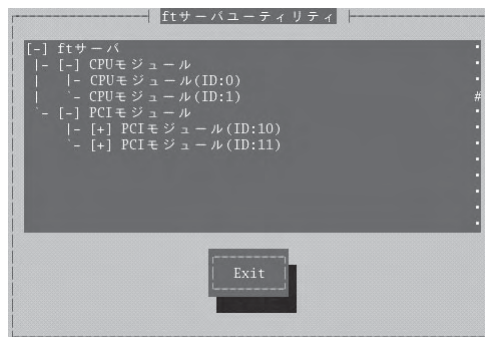 ftサーバユーティリティ
[-] ftサーバ
|- [-] CPUモジュール
| |- CPUモジュール(ID:0)
| `- CPUモジュール(ID:1)
`- [-] PCIモジュール
|- [+] PCIモジュール(ID:10)
`- [+] PCIモジュール(ID:11)
#
Exit